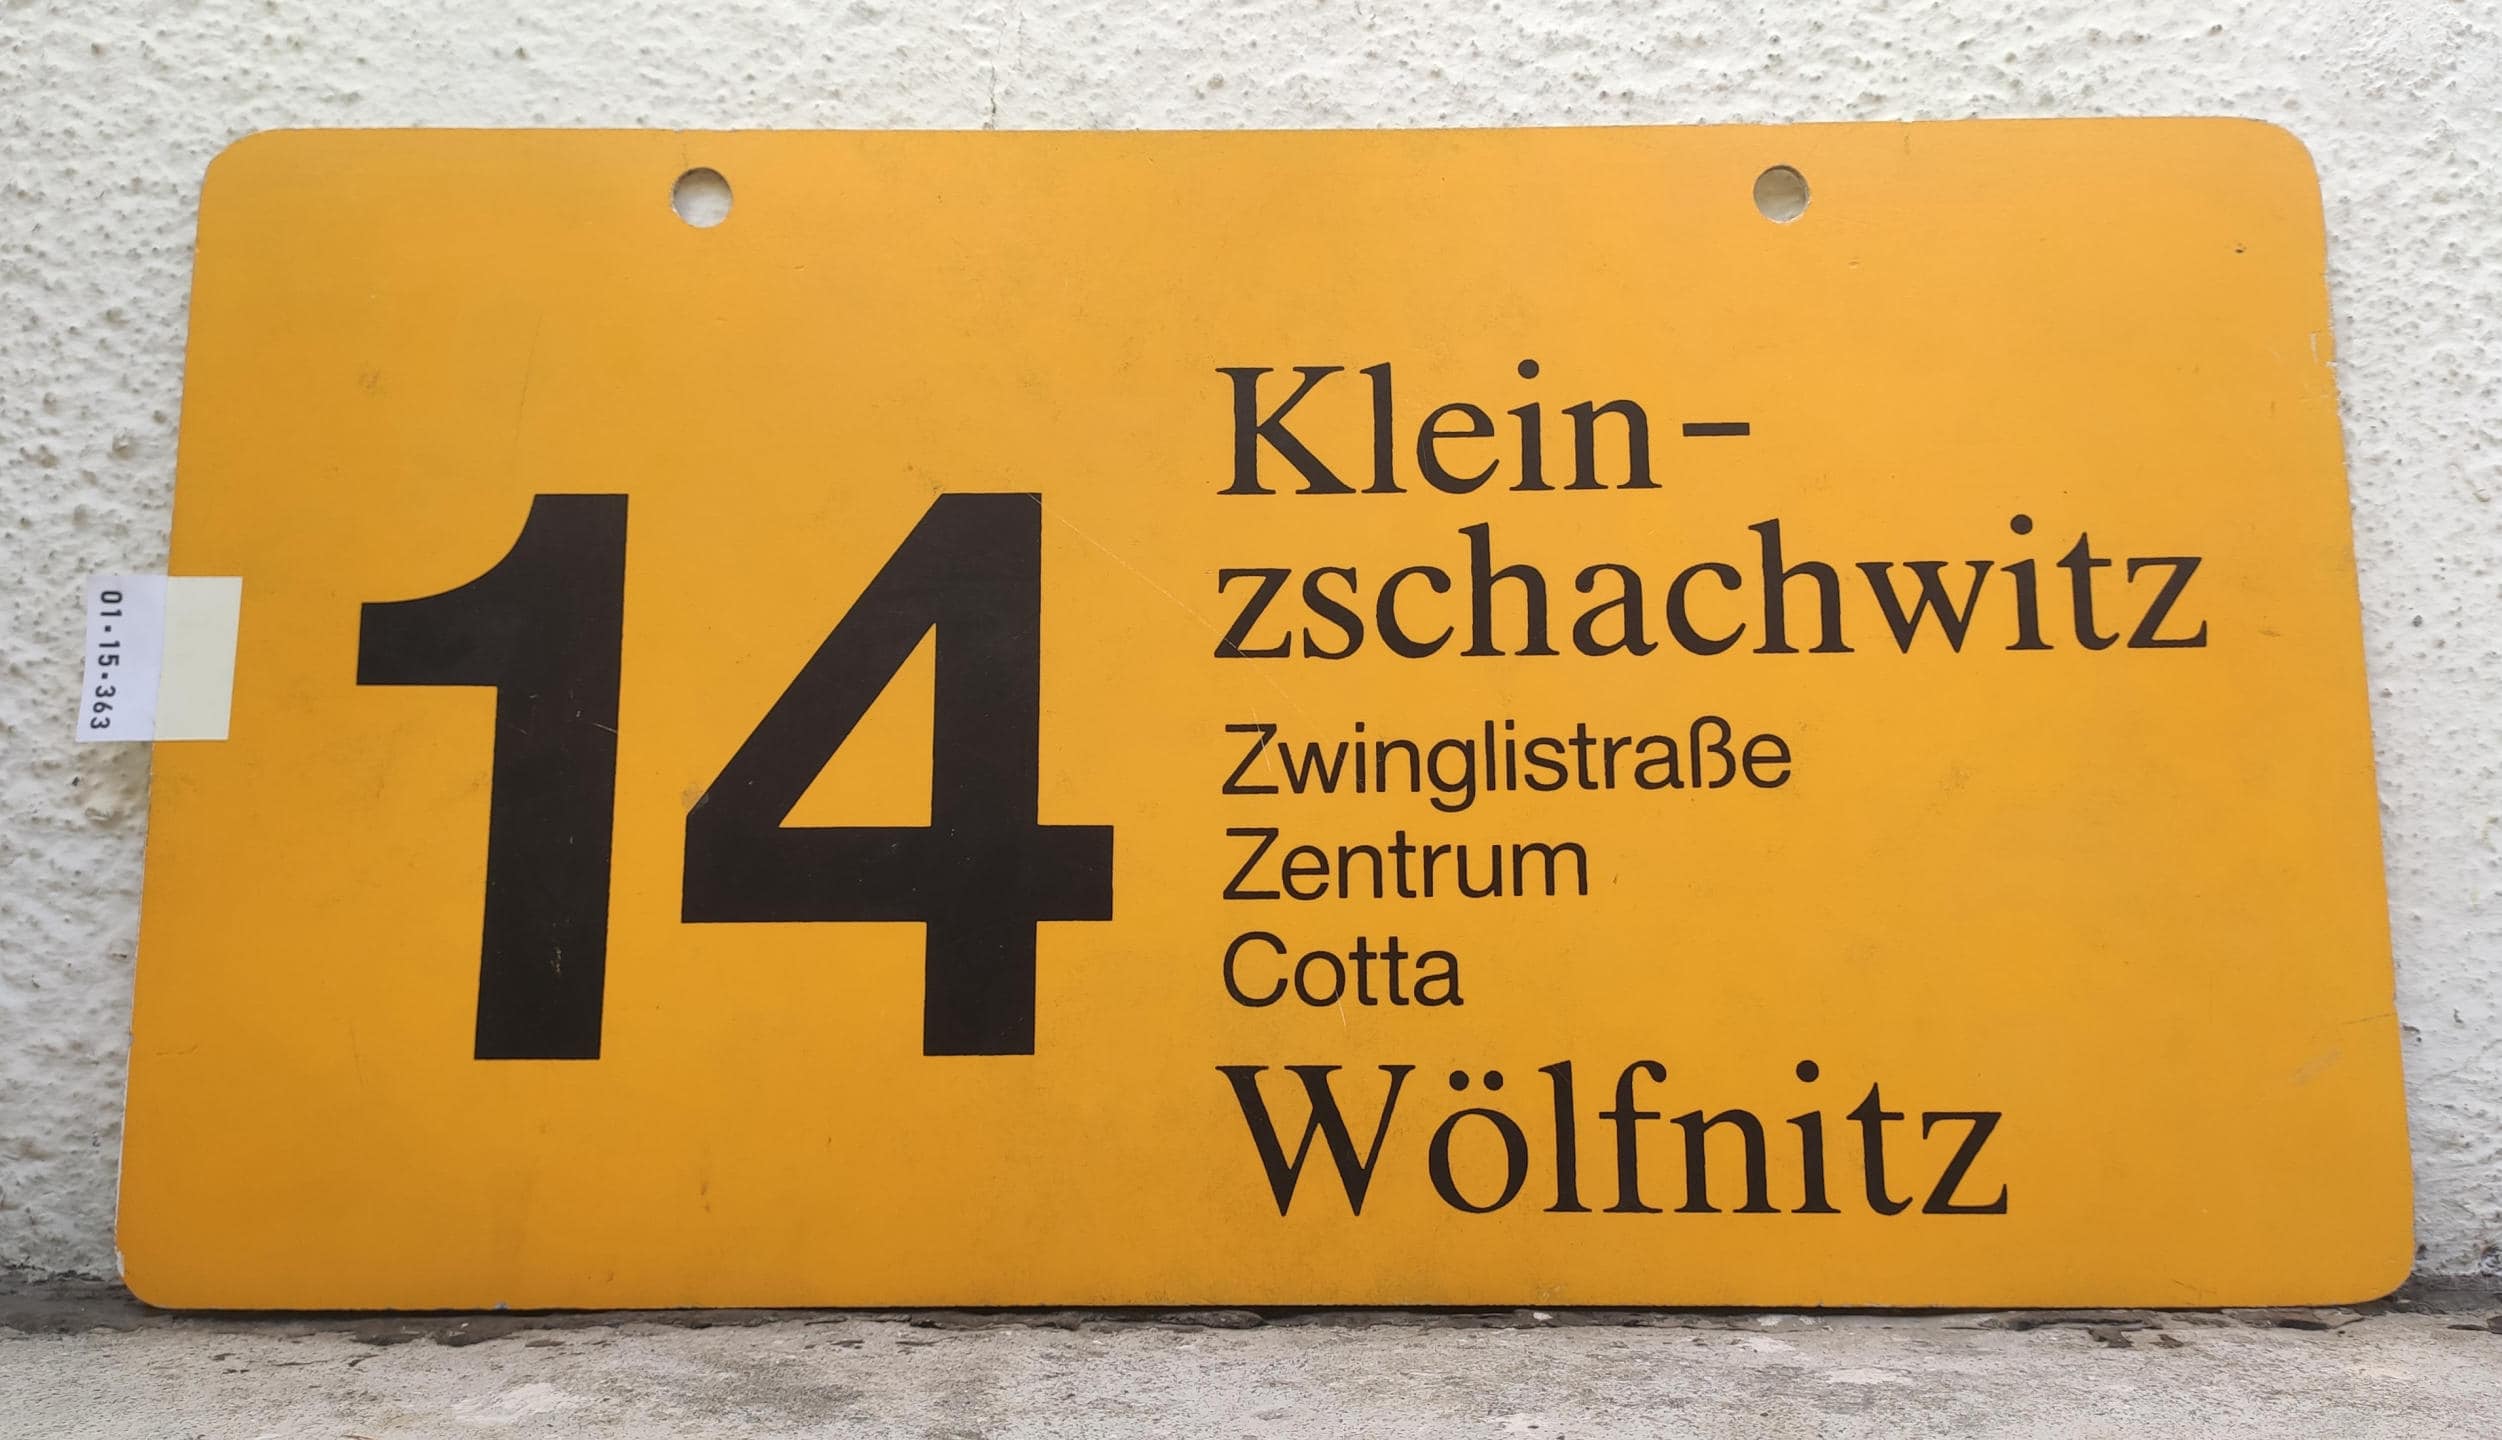 14
Klein-
zschachwitz
Zwinglistraße
Zentrum
Cotta
Wölfnitz
01-15-363